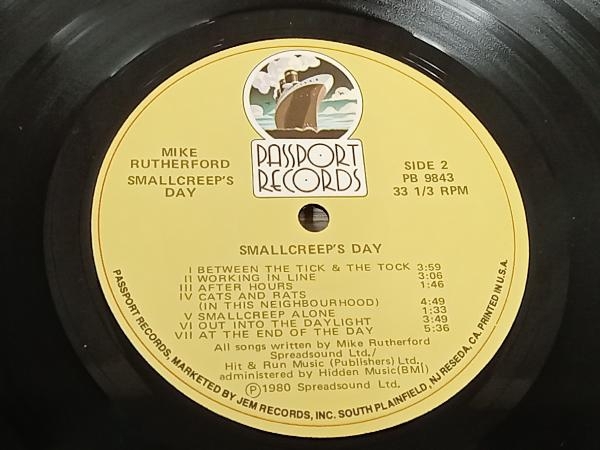 PASSPORT
RECORDS
MIKE
RUTHERFORD
SMALLCREEP'S
DAY
SIDE 2
PB 9843
33 1/3 RPM
SMALLCREEP'S DAY
I BETWEEN THE TICK & THE TOCK 3:59
II WORKING IN LINE 3:06
III AFTER HOURS 1:46
IV CATS AND RATS
(IN THIS NEIGHBOURHOOD) 4:49
V SMALLCREEP ALONE 1:33
VI OUT INTO THE DAYLIGHT 3:49
VII AT THE END OF THE DAY 5:36
All songs written by Mike Rutherford
Spreadsound Ltd./
Hit & Run Music (Publishers) Ltd.,
administered by Hidden Music(BMI)
Ⓟ1980 Spreadsound Ltd.
PASSPORT RECORDS, MARKETED BY JEM RECORDS, INC. SOUTH PLAINFIELD, NJ RESEDA, CA. PRINTED IN U.S.A.